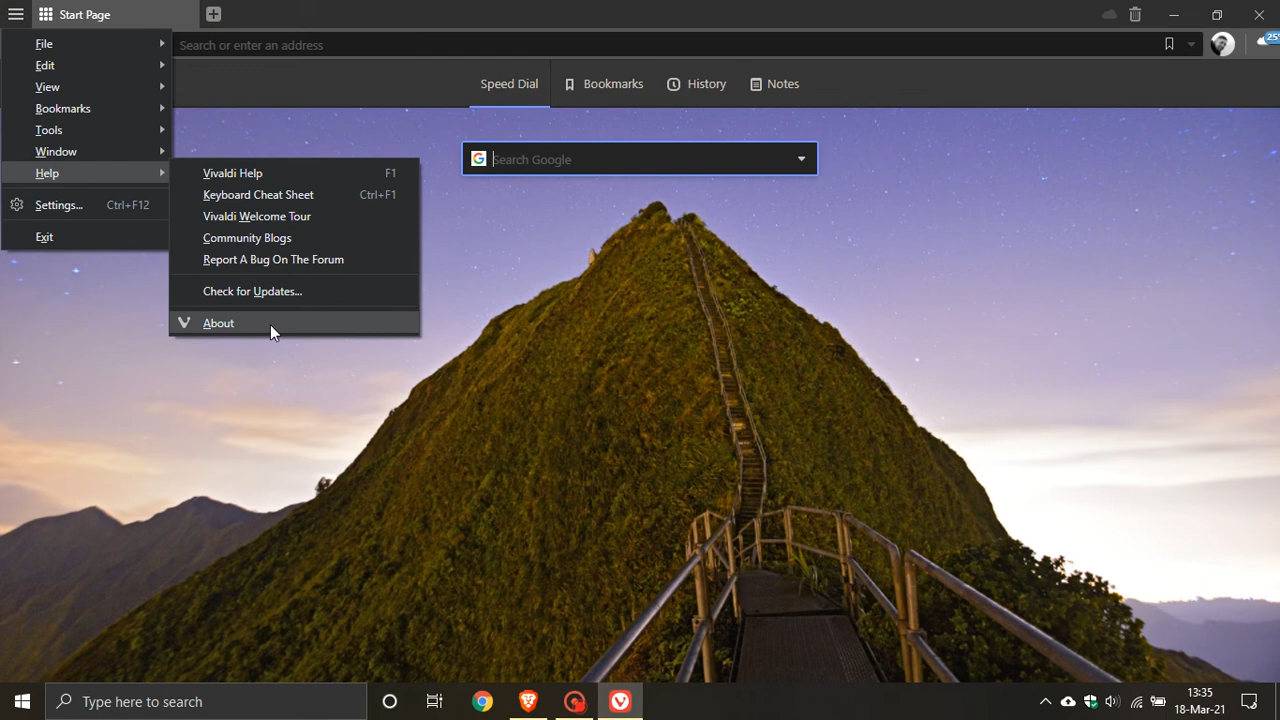 Start Page
File
Edit
View
Bookmarks
Tools
Window
Help
Settings... Ctrl+F12
Exit
Search or enter an address
25°
Speed Dial Bookmarks History Notes
Search Google
Vivaldi Help F1
Keyboard Cheat Sheet Ctrl+F1
Vivaldi Welcome Tour
Community Blogs
Report A Bug On The Forum
Check for Updates...
About
Type here to search
13:35
18-Mar-21